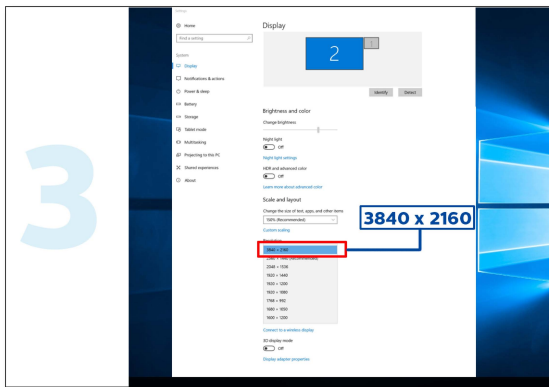 3
Settings
Home
Find a setting
System
Display
Notifications & actions
Power & sleep
Battery
Storage
Tablet mode
Multitasking
Projecting to this PC
Shared experiences
About
Display
2
1
Identify
Detect
Brightness and color
Change brightness
Night light
Off
Night light settings
HDR and advanced color
Off
Learn more about advanced color
Scale and layout
Change the size of text, apps, and other items
100% (Recommended)
Custom scaling
Resolution
3840 × 2160
2560 × 1440 (Recommended)
2048 × 1536
1920 × 1440
1920 × 1200
1920 × 1080
1768 × 992
1680 × 1050
1600 × 1200
Connect to a wireless display
3D display mode
Off
Display adapter properties
3840 x 2160